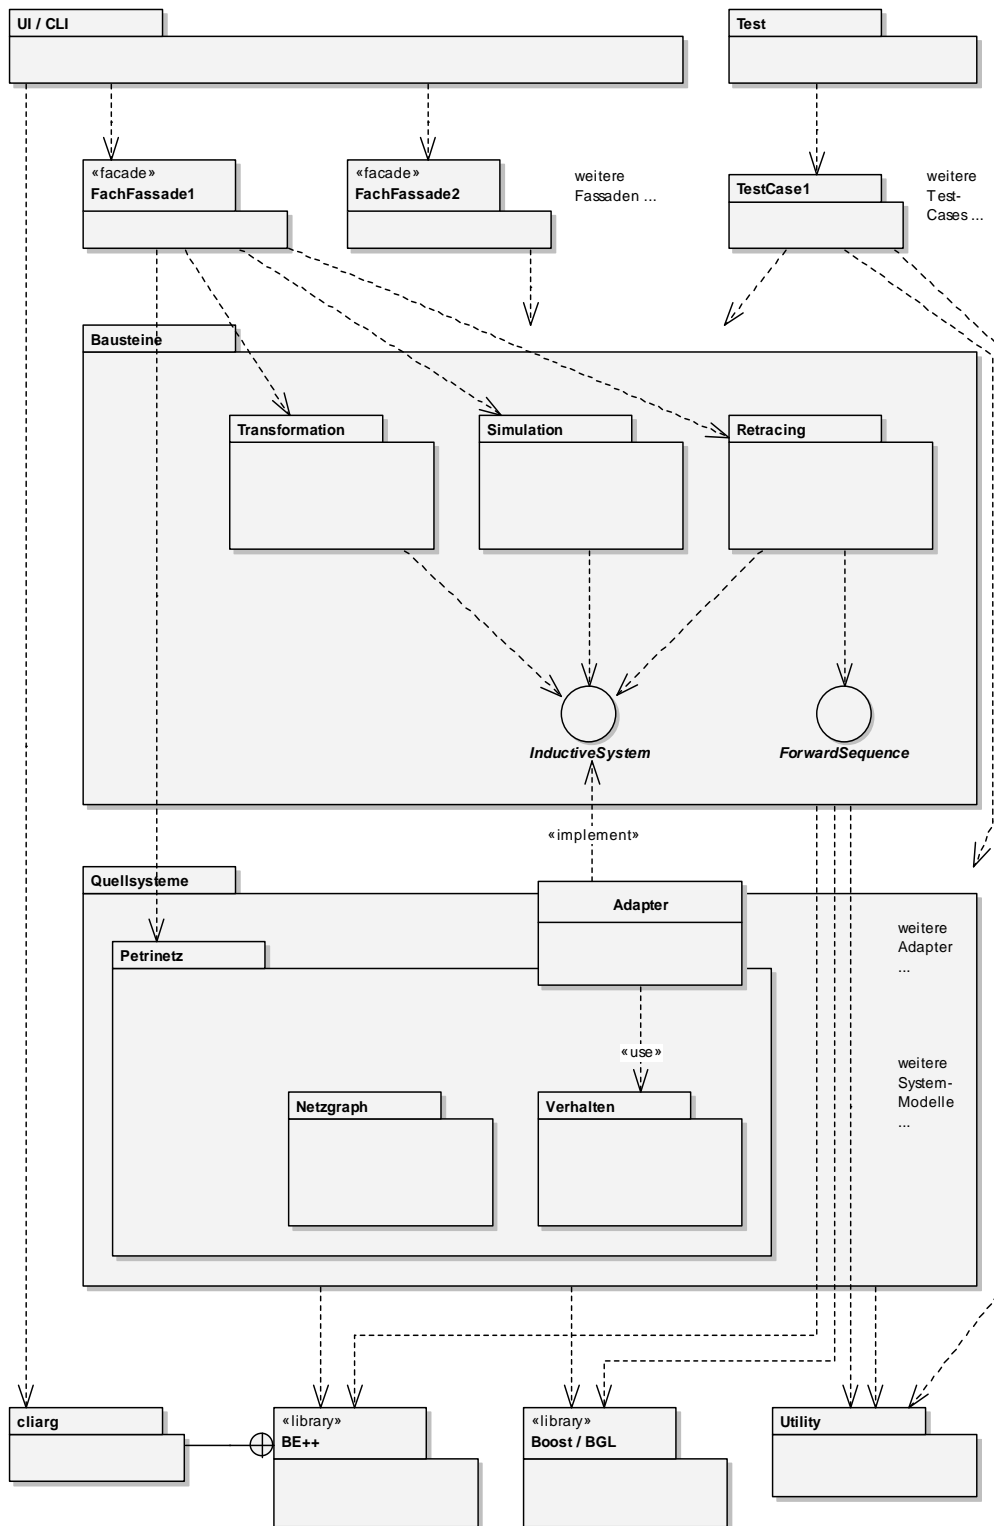 UI / CLI
Test
«facade»
FachFassade1
«facade»
FachFassade2
weitere
Fassaden ...
TestCase1
weitere
Test-
Cases ...
Bausteine
Transformation
Simulation
Retracing
InductiveSystem
ForwardSequence
«implement»
Quellsysteme
Adapter
weitere
Adapter
...
Petrinetz
«use»
weitere
System-
Modelle
...
Netzgraph
Verhalten
cliarg
«library»
BE++
«library»
Boost / BGL
Utility